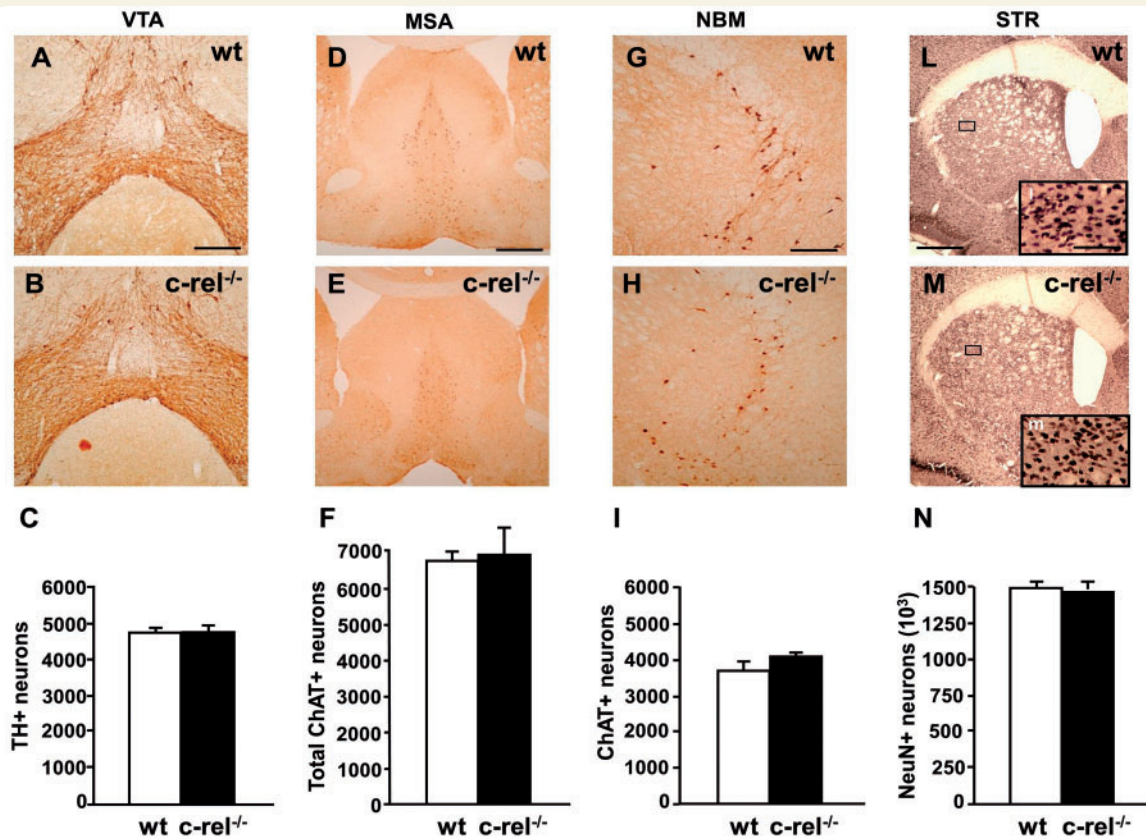 VTA MSA NBM STR
A wt D wt G wt L wt
l
B c-rel-/- E c-rel-/- H c-rel-/- M c-rel-/-
m
C F I N
TH+ neurons
6000
5000
4000
3000
2000
1000
0
wt c-rel-/-
Total ChAT+ neurons
7000
6000
5000
4000
3000
2000
1000
0
wt c-rel-/-
ChAT+ neurons
6000
5000
4000
3000
2000
1000
0
wt c-rel-/-
NeuN+ neurons (10³)
1500
1250
750
500
250
0
wt c-rel-/-